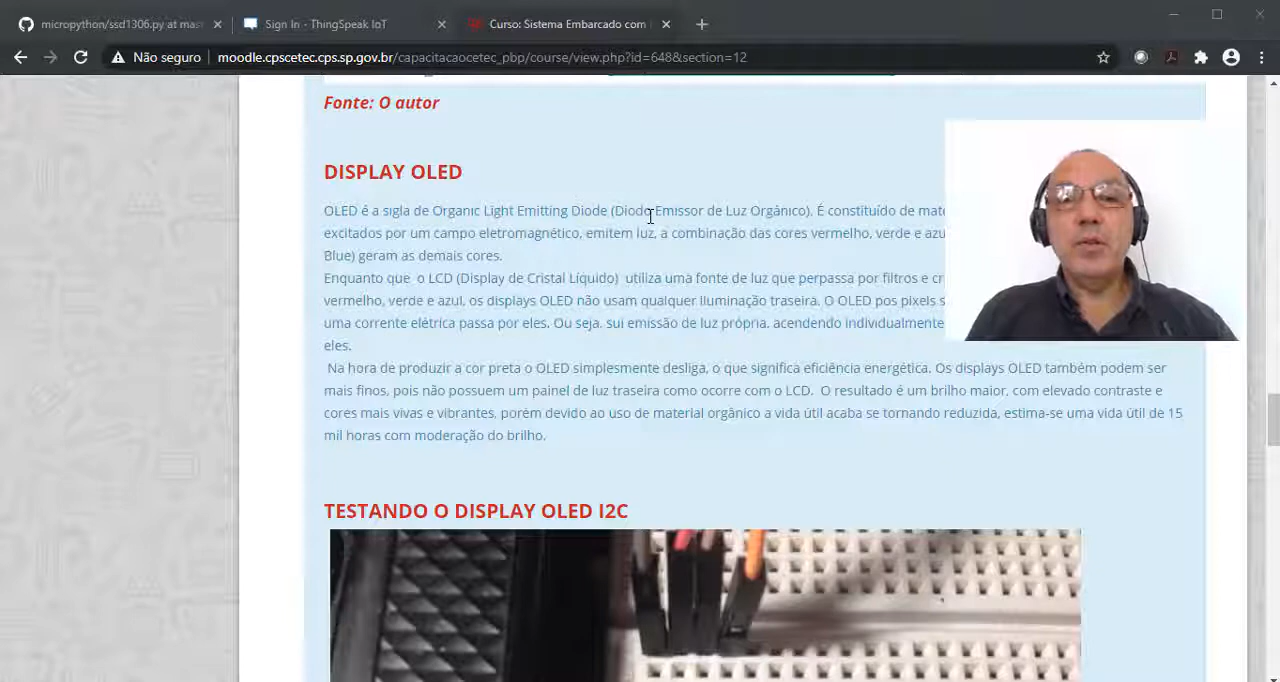 micropython/ssd1306.py at mas
Sign In - ThingSpeak IoT
Curso: Sistema Embarcado com
Não seguro
moodle.cpscetec.cps.sp.gov.br/capacitacaocetec_pbp/course/view.php?id=648&section=12
Fonte: O autor
DISPLAY OLED
OLED é a sigla de Organic Light Emitting Diode (Diodo Emissor de Luz Orgânico). É constituído de mate
excitados por um campo eletromagnético, emitem luz, a combinação das cores vermelho, verde e azu
Blue) geram as demais cores.
Enquanto que o LCD (Display de Cristal Líquido) utiliza uma fonte de luz que perpassa por filtros e cr
vermelho, verde e azul, os displays OLED não usam qualquer iluminação traseira. O OLED pos pixels s
uma corrente elétrica passa por eles. Ou seja, sui emissão de luz própria, acendendo individualmente
eles.
Na hora de produzir a cor preta o OLED simplesmente desliga, o que significa eficiência energética. Os displays OLED também podem ser
mais finos, pois não possuem um painel de luz traseira como ocorre com o LCD. O resultado é um brilho maior, com elevado contraste e
cores mais vivas e vibrantes, porém devido ao uso de material orgânico a vida útil acaba se tornando reduzida, estima-se uma vida útil de 15
mil horas com moderação do brilho.
TESTANDO O DISPLAY OLED I2C